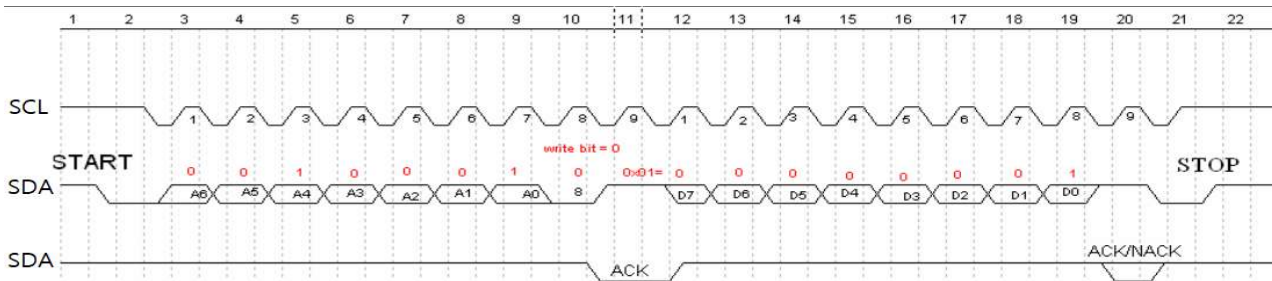 1 2 3 4 5 6 7 8 9 10 11 12 13 14 15 16 17 18 19 20 21 22
SCL 1 2 3 4 5 6 7 8 9 1 2 3 4 5 6 7 8 9
write bit = 0
START STOP
0 0 1 0 0 0 1 0 0x01= 0 0 0 0 0 0 0 1
SDA A6 A5 A4 A3 A2 A1 A0 8 D7 D6 D5 D4 D3 D2 D1 D0
ACK/NACK
SDA ACK